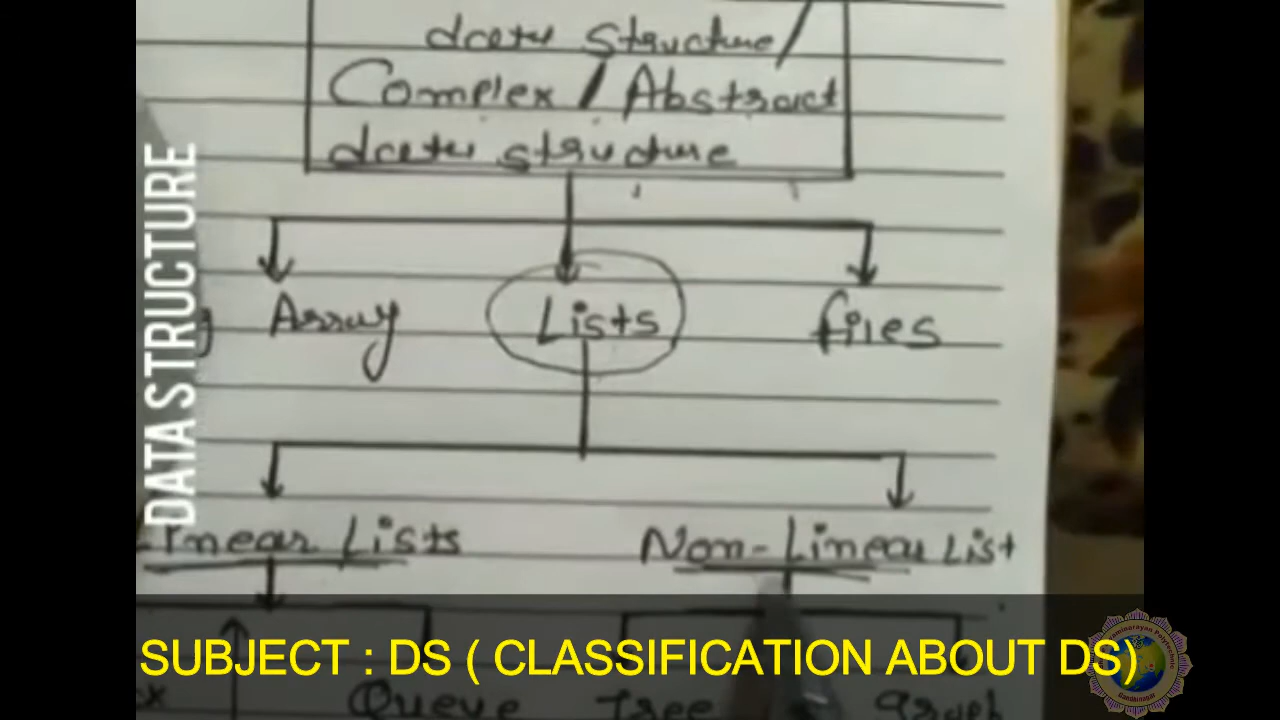 data structure/
Complex / Abstract
data structure
Array Lists files
Linear Lists Non-Linear List
Queue Tree Graph
DATA STRUCTURE
SUBJECT : DS ( CLASSIFICATION ABOUT DS)